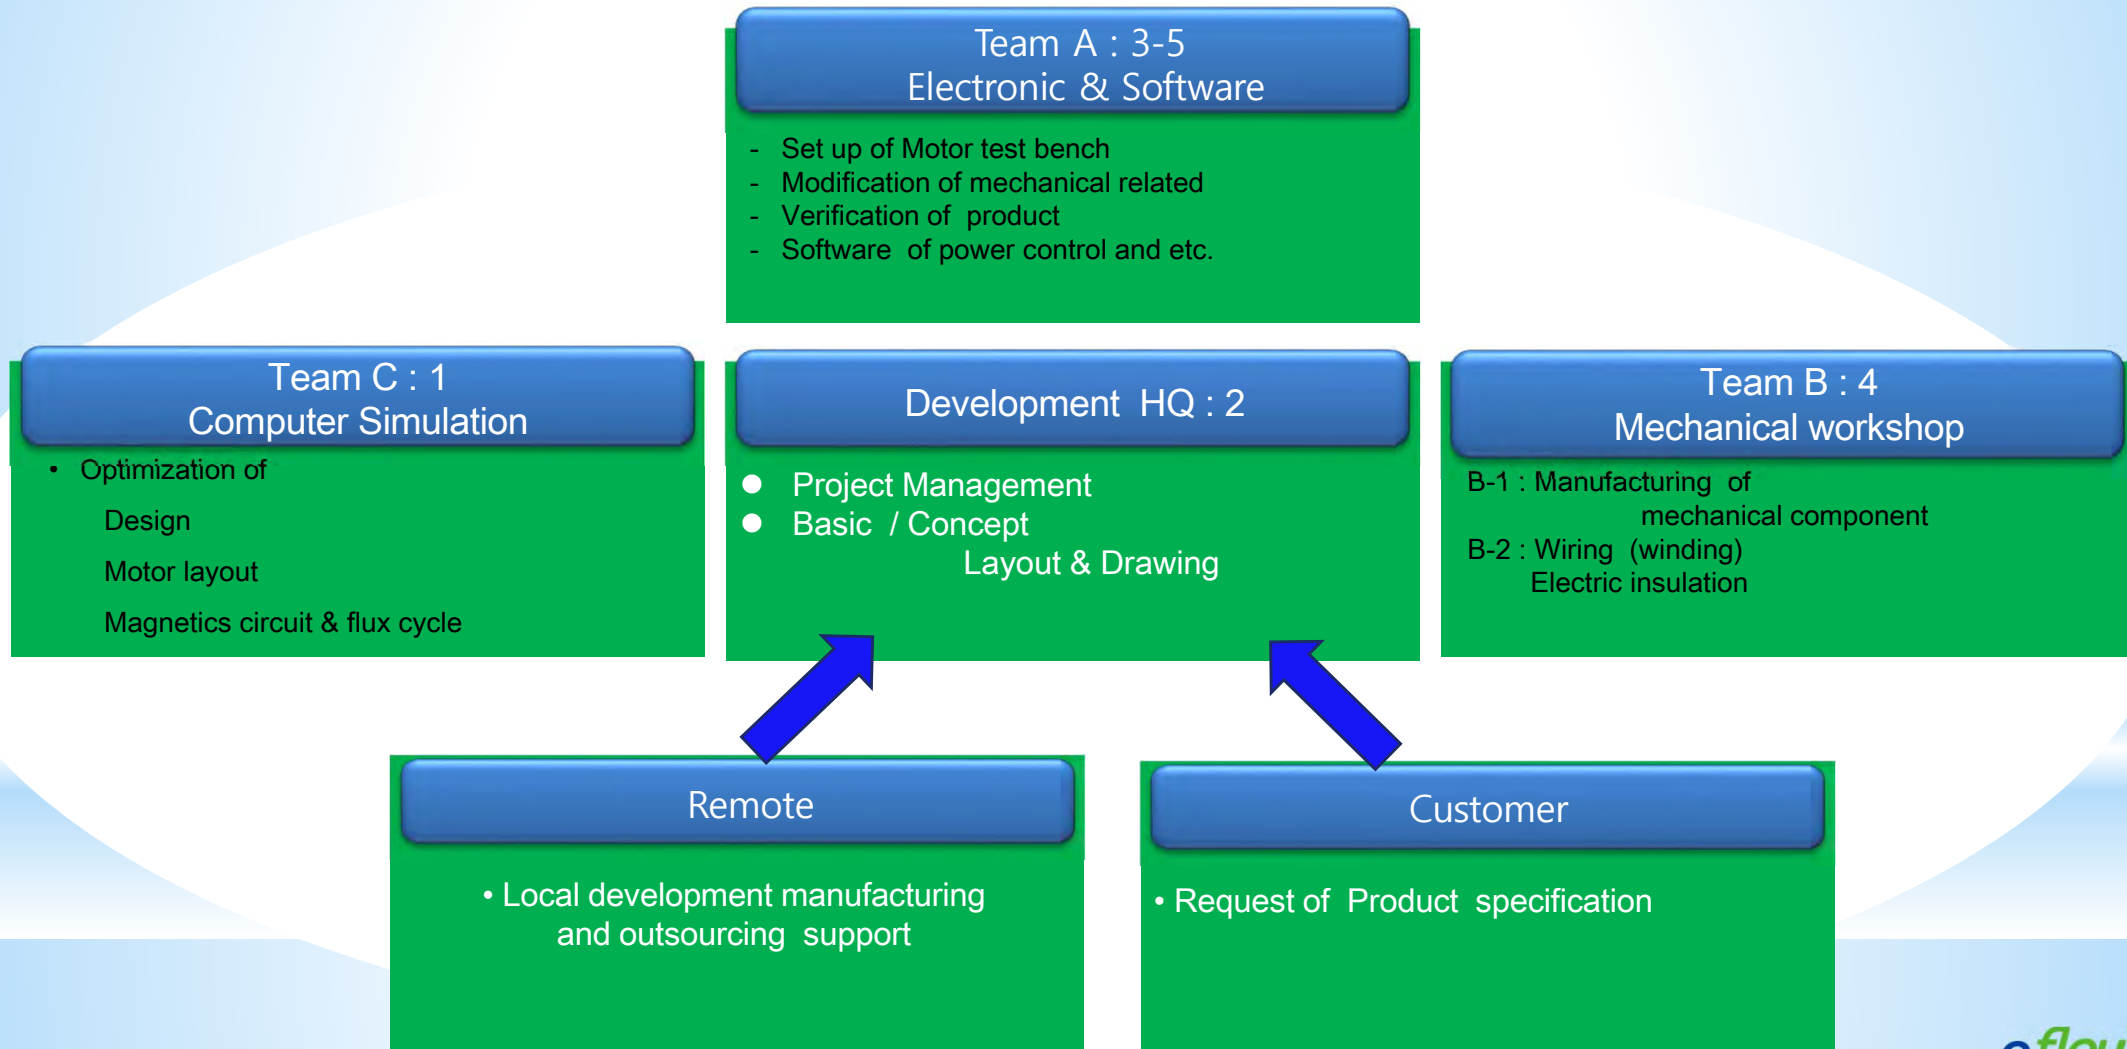 Team A : 3-5
Electronic & Software
- Set up of Motor test bench
- Modification of mechanical related
- Verification of product
- Software of power control and etc.
Team C : 1
Computer Simulation
• Optimization of
Design
Motor layout
Magnetics circuit & flux cycle
Development HQ : 2
● Project Management
● Basic / Concept
Layout & Drawing
Team B : 4
Mechanical workshop
B-1 : Manufacturing of
mechanical component
B-2 : Wiring (winding)
Electric insulation
Remote
• Local development manufacturing
and outsourcing support
Customer
• Request of Product specification